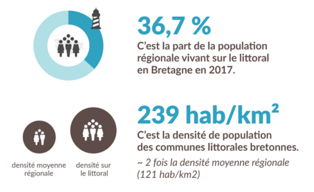 36,7 %
C'est la part de la population
régionale vivant sur le littoral
en Bretagne en 2017.
239 hab/km²
C'est la densité de population
des communes littorales bretonnes.
~ 2 fois la densité moyenne régionale
(121 hab/km2)
densité moyenne
régionale
densité sur
le littoral